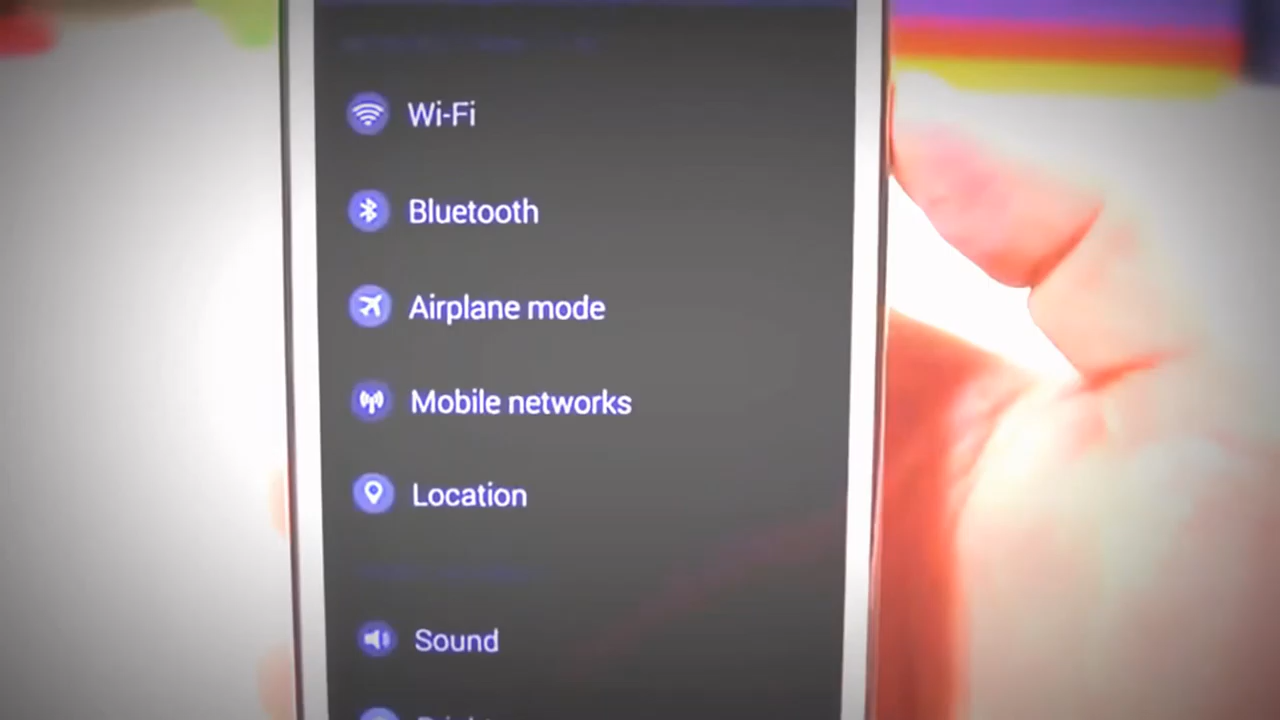 Wi-Fi
Bluetooth
Airplane mode
Mobile networks
Location
Sound